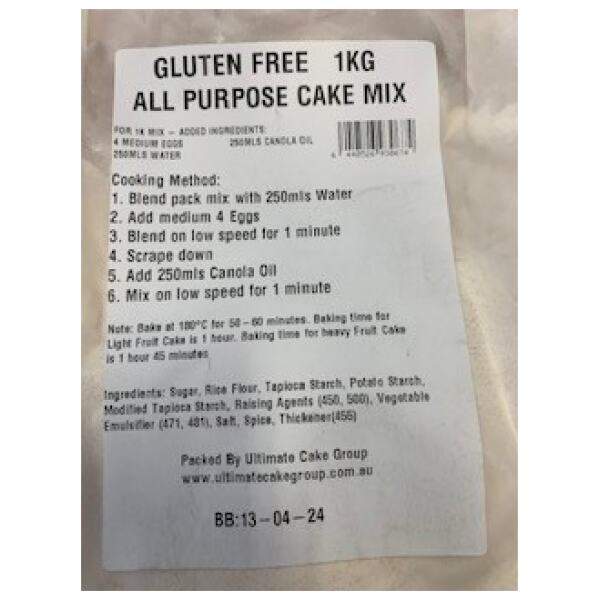 GLUTEN FREE 1KG
ALL PURPOSE CAKE MIX
FOR 1K MIX – ADDED INGREDIENTS:
4 MEDIUM EGGS 250MLS CANOLA OIL
250MLS WATER
Cooking Method:
1. Blend pack mix with 250mls Water
2. Add medium 4 Eggs
3. Blend on low speed for 1 minute
4. Scrape down
5. Add 250mls Canola Oil
6. Mix on low speed for 1 minute
Note: Bake at 180°C for 50-60 minutes. Baking time for
Light Fruit Cake is 1 hour. Baking time for heavy Fruit Cake
is 1 hour 45 minutes
Ingredients: Sugar, Rice Flour, Tapioca Starch, Potato Starch,
Modified Tapioca Starch, Raising Agents (450, 500), Vegetable
Emulsifier (471, 481), Salt, Spice, Thickener(466)
Packed By Ultimate Cake Group
www.ultimatecakegroup.com.au
BB:13-04-24